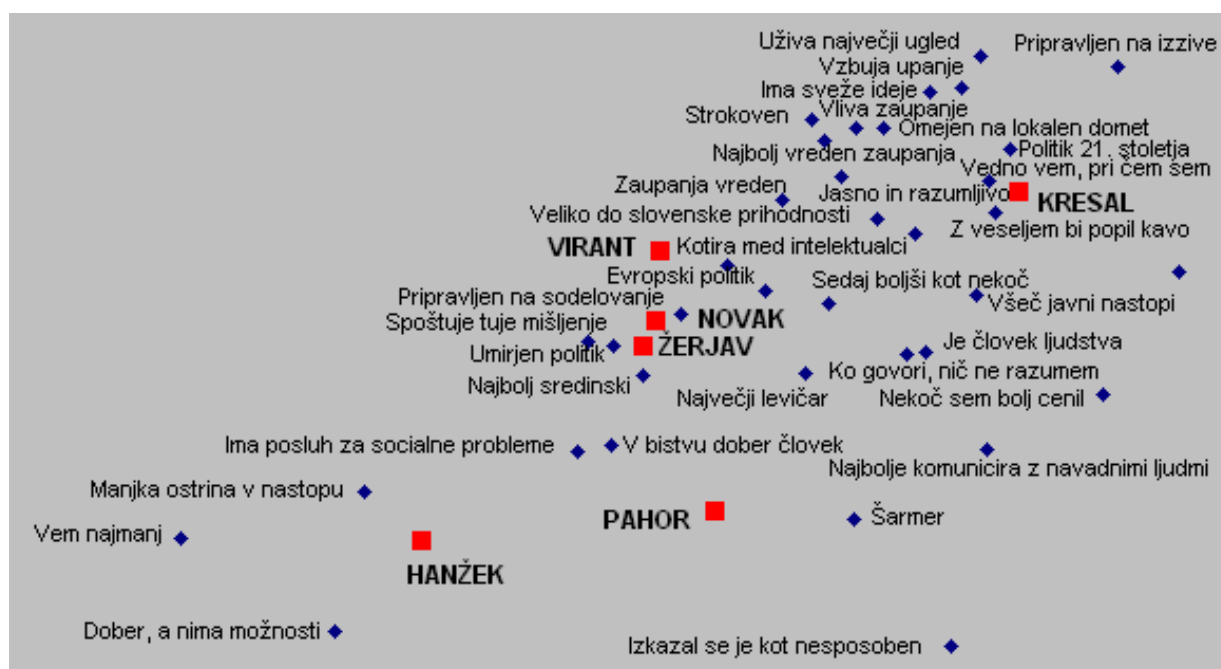 Uživa največji ugled
Pripravljen na izzive
Vzbuja upanje
Ima sveže ideje
Strokoven
Vliva zaupanje
Omejen na lokalen domet
Najbolj vreden zaupanja
Politik 21. stoletja
Vedno vem, pri čem sem
Zaupanja vreden
Jasno in razumljivo
KRESAL
Veliko do slovenske prihodnosti
Z veseljem bi popil kavo
VIRANT
Kotira med intelektualci
Evropski politik
Sedaj boljši kot nekoč
Pripravljen na sodelovanje
Všeč javni nastopi
Spoštuje tuje mišljenje
NOVAK
Umirjen politik
ŽERJAV
Je človek ljudstva
Najbolj sredinski
Ko govori, nič ne razumem
Največji levičar
Nekoč sem bolj cenil
Ima posluh za socialne probleme
V bistvu dober človek
Najbolje komunicira z navadnimi ljudmi
Manjka ostrina v nastopu
PAHOR
Šarmer
Vem najmanj
HANŽEK
Dober, a nima možnosti
Izkazal se je kot nesposoben